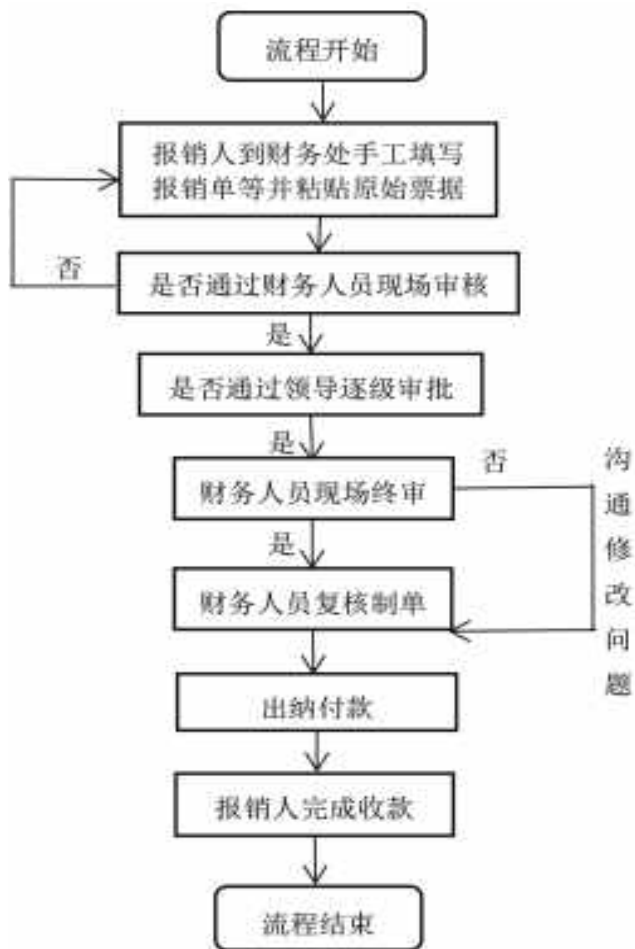 流程开始
报销人到财务处手工填写
报销单等并粘贴原始票据
否
是否通过财务人员现场审核
是
是否通过领导逐级审批
是
财务人员现场终审
否
沟通修改问题
是
财务人员复核制单
出纳付款
报销人完成收款
流程结束